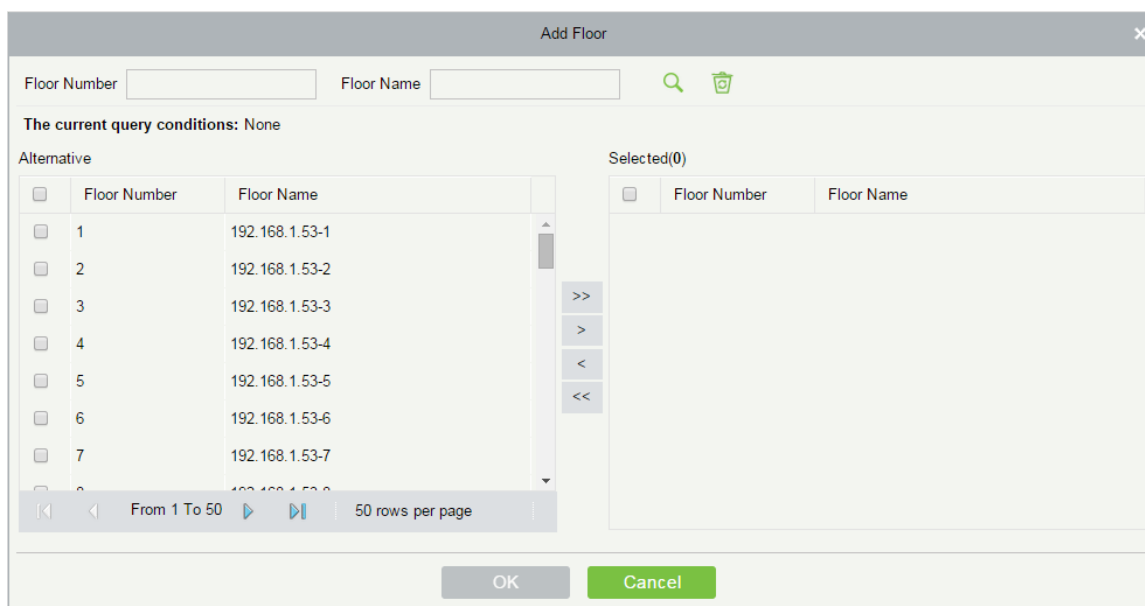 Add Floor
Floor Number Floor Name
The current query conditions: None
Alternative
Selected(0)
Floor Number Floor Name
1 192.168.1.53-1
2 192.168.1.53-2
3 192.168.1.53-3
4 192.168.1.53-4
5 192.168.1.53-5
6 192.168.1.53-6
7 192.168.1.53-7
From 1 To 50 50 rows per page
>>
>
<
<<
Floor Number Floor Name
OK Cancel